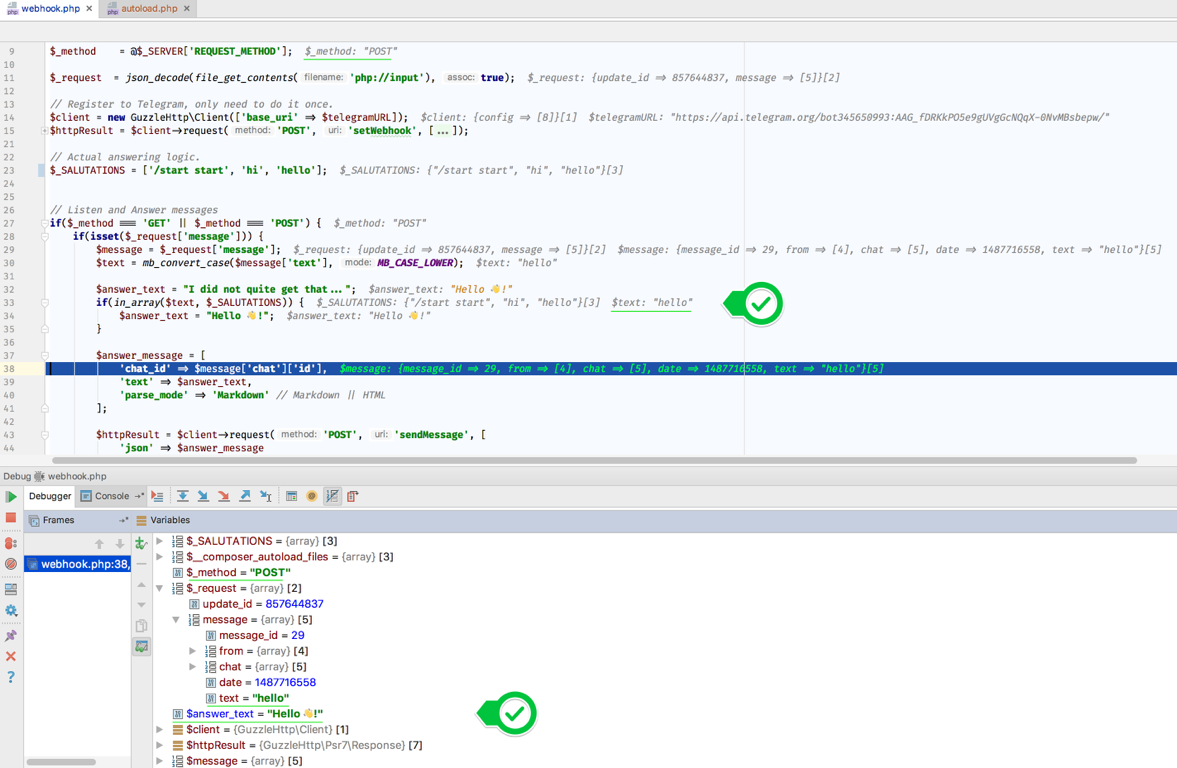 webhook.php
autoload.php
9 $_method = @$_SERVER['REQUEST_METHOD']; $_method: "POST"
10
11 $_request = json_decode(file_get_contents( filename: 'php://input'), assoc: true); $_request: {update_id => 857644837, message => [5]}[2]
12
13 // Register to Telegram, only need to do it once.
14 $client = new GuzzleHttp\Client(['base_uri' => $telegramURL]); $client: {config => [8]}[1] $telegramURL: "https://api.telegram.org/bot345650993:AAG_fDRKkPO5e9gUVgGcNQqX-0NvMBsbepw/"
15 $httpResult = $client->request( method: 'POST', uri: 'setWebhook', [...]);
21
22 // Actual answering logic.
23 $_SALUTATIONS = ['/start start', 'hi', 'hello']; $_SALUTATIONS: {"/start start", "hi", "hello"}[3]
24
25
26 // Listen and Answer messages
27 if($_method === 'GET' || $_method === 'POST') { $_method: "POST"
28 if(isset($_request['message'])) {
29 $message = $_request['message']; $_request: {update_id => 857644837, message => [5]}[2] $message: {message_id => 29, from => [4], chat => [5], date => 1487716558, text => "hello"}[5]
30 $text = mb_convert_case($message['text'], mode: MB_CASE_LOWER); $text: "hello"
31
32 $answer_text = "I did not quite get that..."; $answer_text: "Hello 👋!"
33 if(in_array($text, $_SALUTATIONS)) { $_SALUTATIONS: {"/start start", "hi", "hello"}[3] $text: "hello"
34 $answer_text = "Hello 👋!"; $answer_text: "Hello 👋!"
35 }
36
37 $answer_message = [
38 'chat_id' => $message['chat']['id'], $message: {message_id => 29, from => [4], chat => [5], date => 1487716558, text => "hello"}[5]
39 'text' => $answer_text,
40 'parse_mode' => 'Markdown' // Markdown || HTML
41 ];
42
43 $httpResult = $client->request( method: 'POST', uri: 'sendMessage', [
44 'json' => $answer_message
Debug webhook.php
Debugger Console
Frames
Variables
webhook.php:38,
$_SALUTATIONS = {array} [3]
$__composer_autoload_files = {array} [3]
$_method = "POST"
$_request = {array} [2]
update_id = 857644837
message = {array} [5]
message_id = 29
from = {array} [4]
chat = {array} [5]
date = 1487716558
text = "hello"
$answer_text = "Hello 👋!"
$client = {GuzzleHttp\Client} [1]
$httpResult = {GuzzleHttp\Psr7\Response} [7]
$message = {array} [5]